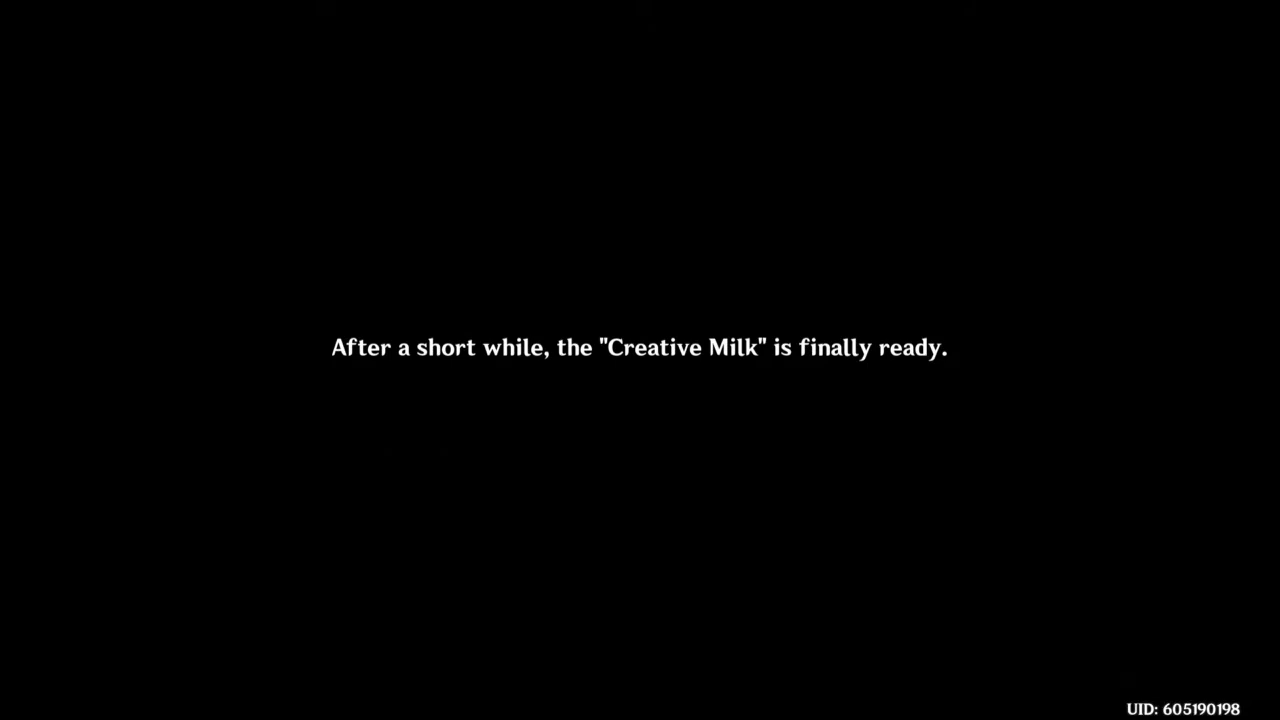 After a short while, the "Creative Milk" is finally ready.
UID: 605190198